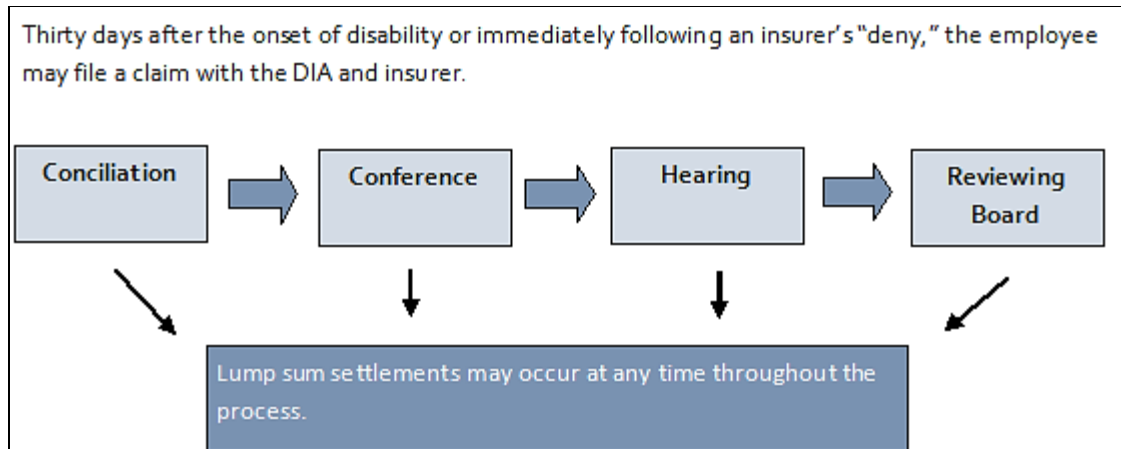 Thirty days after the onset of disability or immediately following an insurer's “deny,” the employee
may file a claim with the DIA and insurer.
Conciliation
Conference
Hearing
Reviewing
Board
Lump sum settlements may occur at any time throughout the
process.